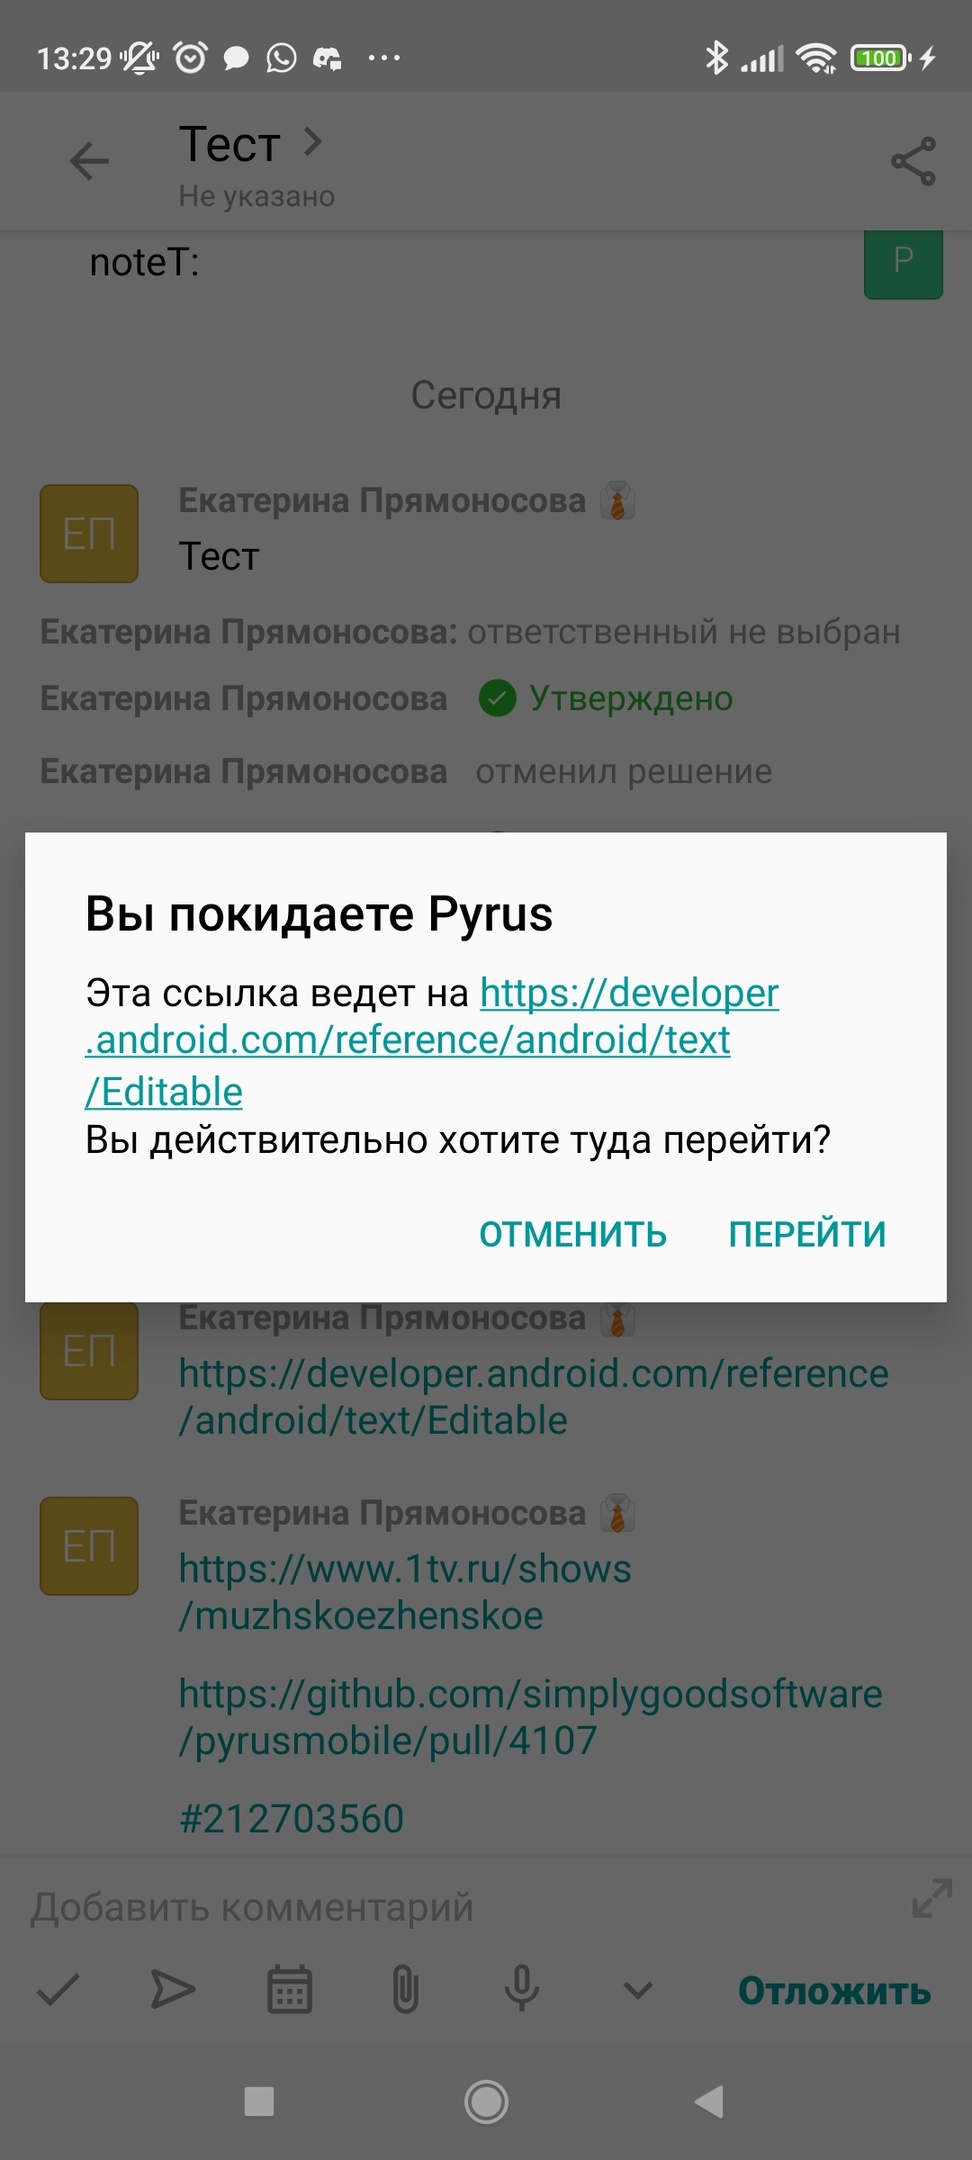 13:29
100
Тест
Не указано
noteT:
P
Сегодня
ЕП
Екатерина Прямоносова
Тест
Екатерина Прямоносова: ответственный не выбран
Екатерина Прямоносова Утверждено
Екатерина Прямоносова отменил решение
Вы покидаете Pyrus
Эта ссылка ведет на https://developer
.android.com/reference/android/text
/Editable
Вы действительно хотите туда перейти?
ОТМЕНИТЬ ПЕРЕЙТИ
Екатерина Прямоносова
ЕП
https://developer.android.com/reference
/android/text/Editable
Екатерина Прямоносова
ЕП
https://www.1tv.ru/shows
/muzhskoezhenskoe
https://github.com/simplygoodsoftware
/pyrusmobile/pull/4107
#212703560
Добавить комментарий
Отложить